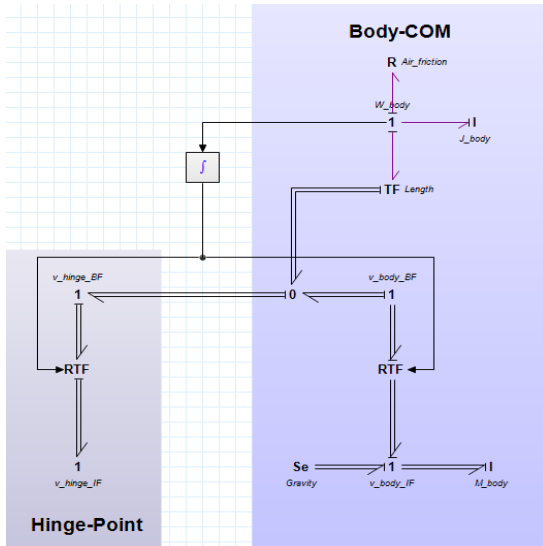 Body-COM
R Air_friction
W_body
1 I
J_body
∫
TF Length
v_hinge_BF v_body_BF
1 0 1
RTF RTF
1 Se 1 I
v_hinge_IF Gravity v_body_IF M_body
Hinge-Point